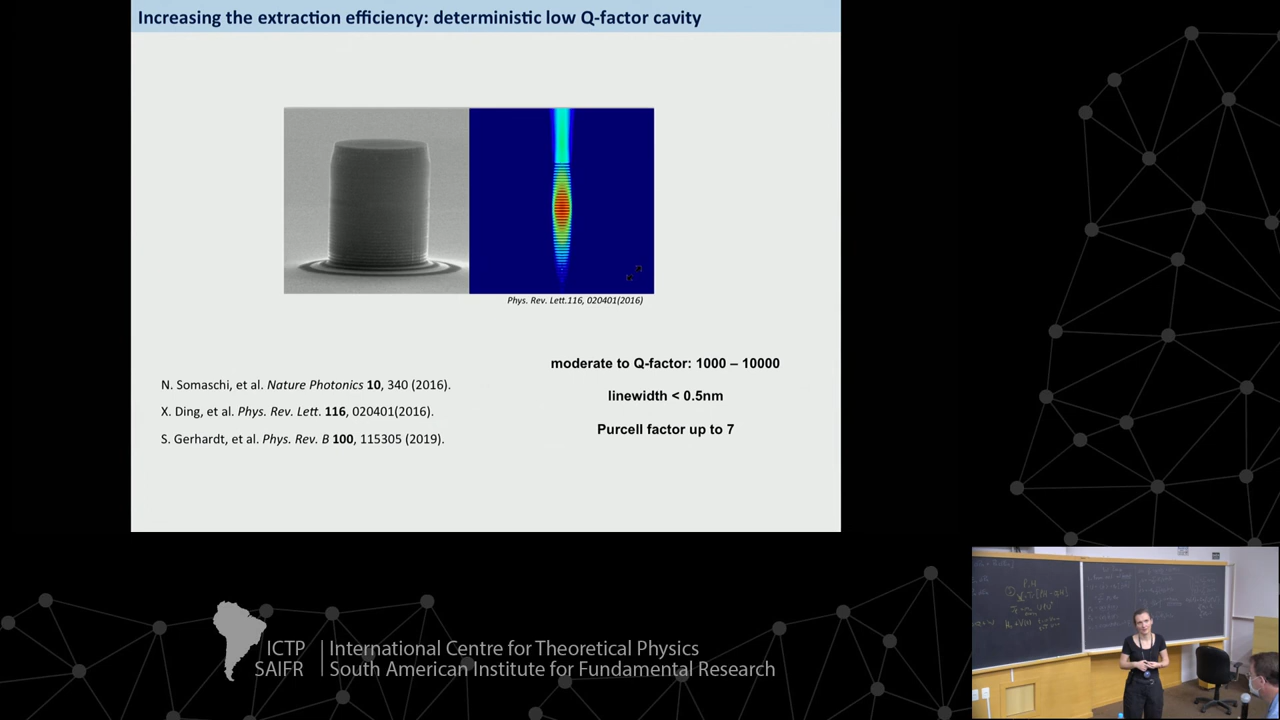 Increasing the extraction efficiency: deterministic low Q-factor cavity
Phys. Rev. Lett.116, 020401(2016)
moderate to Q-factor: 1000 – 10000
linewidth < 0.5nm
Purcell factor up to 7
N. Somaschi, et al. Nature Photonics 10, 340 (2016).
X. Ding, et al. Phys. Rev. Lett. 116, 020401(2016).
S. Gerhardt, et al. Phys. Rev. B 100, 115305 (2019).
ICTP
SAIFR
International Centre for Theoretical Physics
South American Institute for Fundamental Research